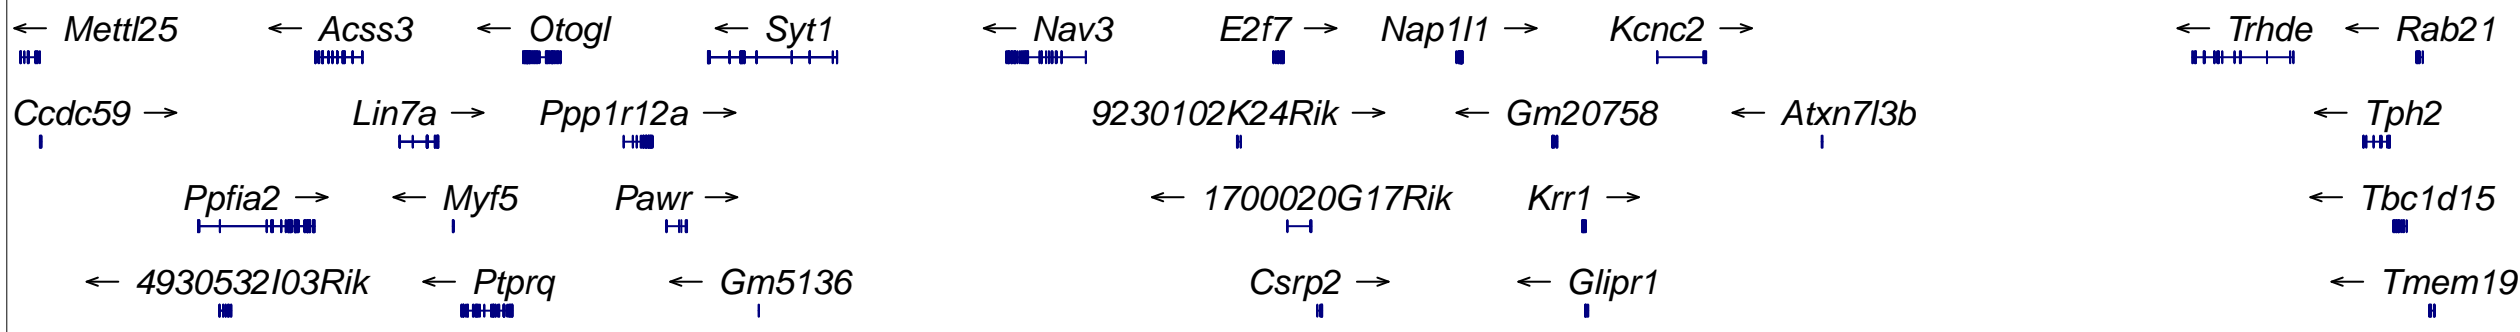 ← Mettl25 ← Acss3 ← Otogl ← Syt1 ← Nav3 E2f7 → Nap1l1 → Kcnc2 → ← Trhde ← Rab21
Ccdc59 → Lin7a → Ppp1r12a → 9230102K24Rik → ← Gm20758 ← Atxn7l3b ← Tph2
Ppfia2 → ← Myf5 Pawr → ← 1700020G17Rik Krr1 → ← Tbc1d15
← 4930532I03Rik ← Ptprq ← Gm5136 Csrp2 → ← Glipr1 ← Tmem19